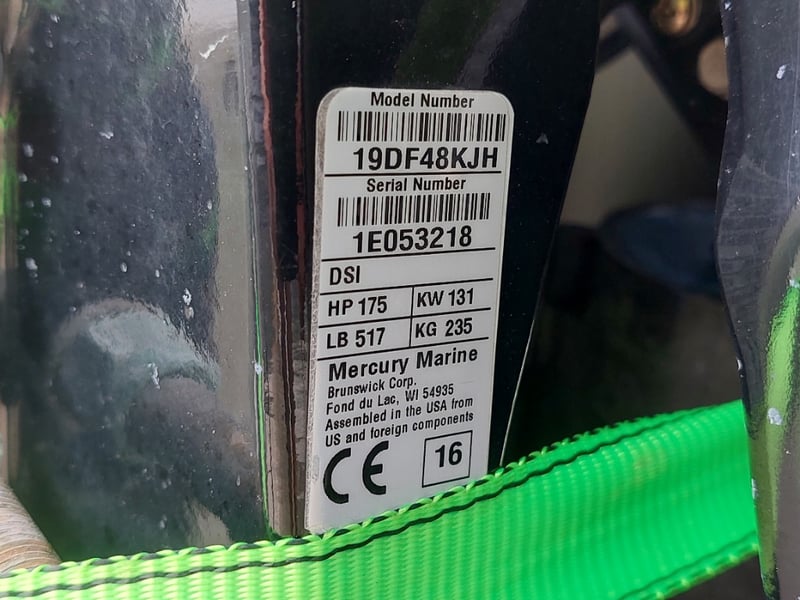 Model Number
19DF48KJH
Serial Number
1E053218
DSI
HP 175 KW 131
LB 517 KG 235
Mercury Marine
Brunswick Corp.
Fond du Lac, WI 54935
Assembled in the USA from
US and foreign components
CE 16